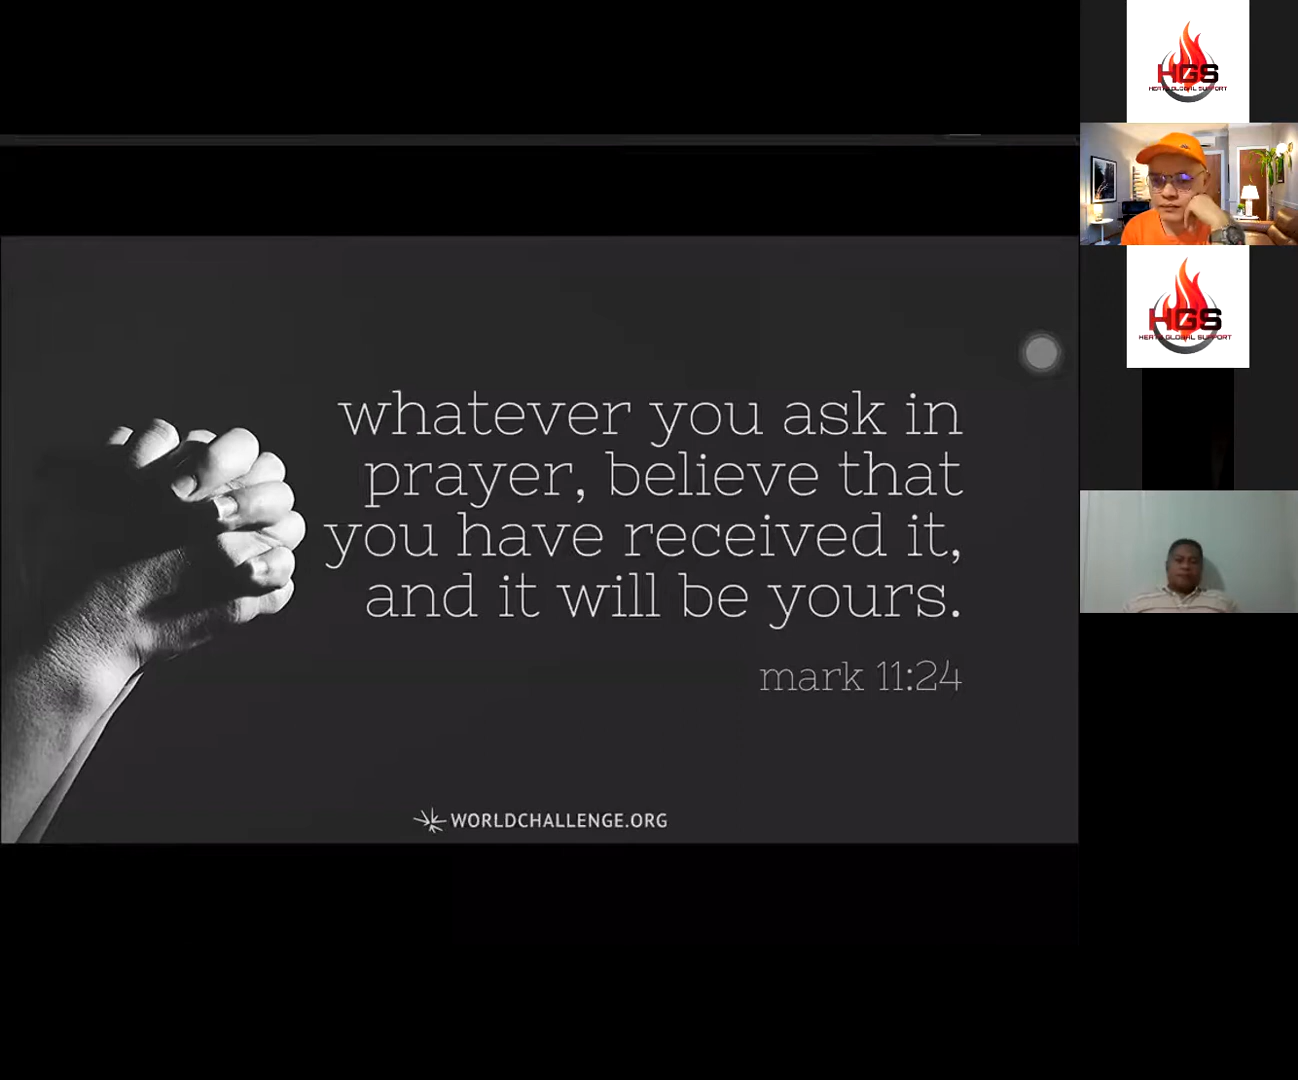 whatever you ask in
prayer, believe that
you have received it,
and it will be yours.
mark 11:24
WORLDCHALLENGE.ORG
HGS
HGS